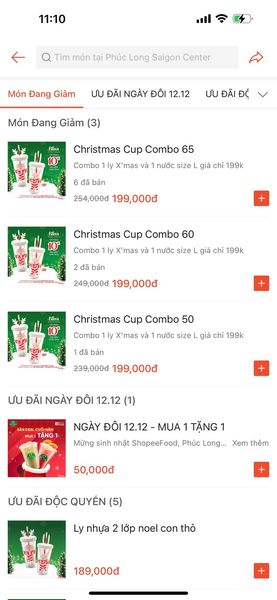 11:10
Tìm món tại Phúc Long Saigon Center
Món Đang Giảm
ƯU ĐÃI NGÀY ĐÔI 12.12
ƯU ĐÃI ĐỘ
Món Đang Giảm (3)
Christmas Cup Combo 65
Combo 1 ly X'mas và 1 nước size L giá chỉ 199k
6 đã bán
254,000đ 199,000đ
Christmas Cup Combo 60
Combo 1 ly X'mas và 1 nước size L giá chỉ 199k
2 đã bán
249,000đ 199,000đ
Christmas Cup Combo 50
Combo 1 ly X'mas và 1 nước size L giá chỉ 199k
1 đã bán
239,000đ 199,000đ
ƯU ĐÃI NGÀY ĐÔI 12.12 (1)
MUA 1
TẶNG 1
NGÀY ĐÔI 12.12 - MUA 1 TẶNG 1
Mừng sinh nhật ShopeeFood, Phúc Long... Xem thêm
50,000đ
ƯU ĐÃI ĐỘC QUYỀN (5)
Ly nhựa 2 lớp noel con thỏ
189,000đ